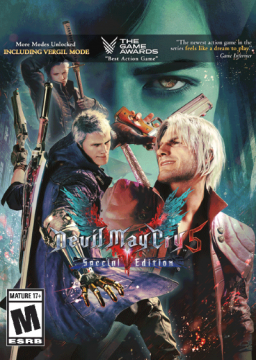 More Modes Unlocked
INCLUDING VERGIL MODE
THE
GAME
AWARDS
"Best Action Game"
"The newest action game in the
series feels like a dream to play."
- Game Informer
Devil May Cry 5
Special Edition
MATURE 17+
M
ESRB